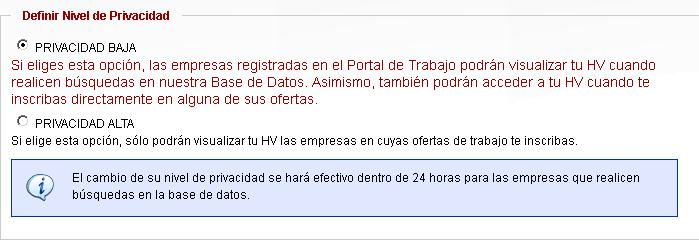 Definir Nivel de Privacidad
PRIVACIDAD BAJA
Si eliges esta opción, las empresas registradas en el Portal de Trabajo podrán visualizar tu HV cuando
realicen búsquedas en nuestra Base de Datos. Asimismo, también podrán acceder a tu HV cuando te
inscribas directamente en alguna de sus ofertas.
PRIVACIDAD ALTA
Si elige esta opción, sólo podrán visualizar tu HV las empresas en cuyas ofertas de trabajo te inscribas.
El cambio de su nivel de privacidad se hará efectivo dentro de 24 horas para las empresas que realicen
búsquedas en la base de datos.